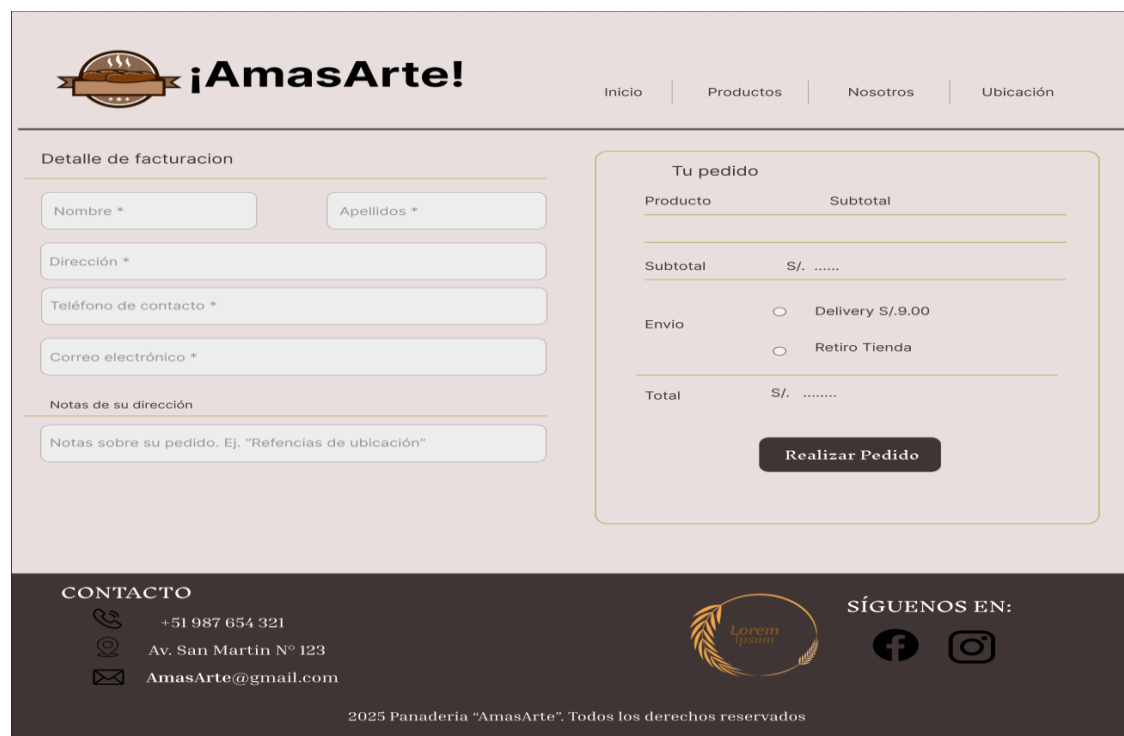 ¡AmasArte!
Inicio Productos Nosotros Ubicación
Detalle de facturacion
Nombre * Apellidos *
Dirección *
Teléfono de contacto *
Correo electrónico *
Notas de su dirección
Notas sobre su pedido. Ej. “Refencias de ubicación”
Tu pedido
Producto Subtotal
Subtotal S/. ......
Envio
Delivery S/.9.00
Retiro Tienda
Total S/. ........
Realizar Pedido
CONTACTO
+51 987 654 321
Av. San Martin N° 123
AmasArte@gmail.com
Lorem
Ipsum
SÍGUENOS EN:
2025 Panaderia “AmasArte”. Todos los derechos reservados